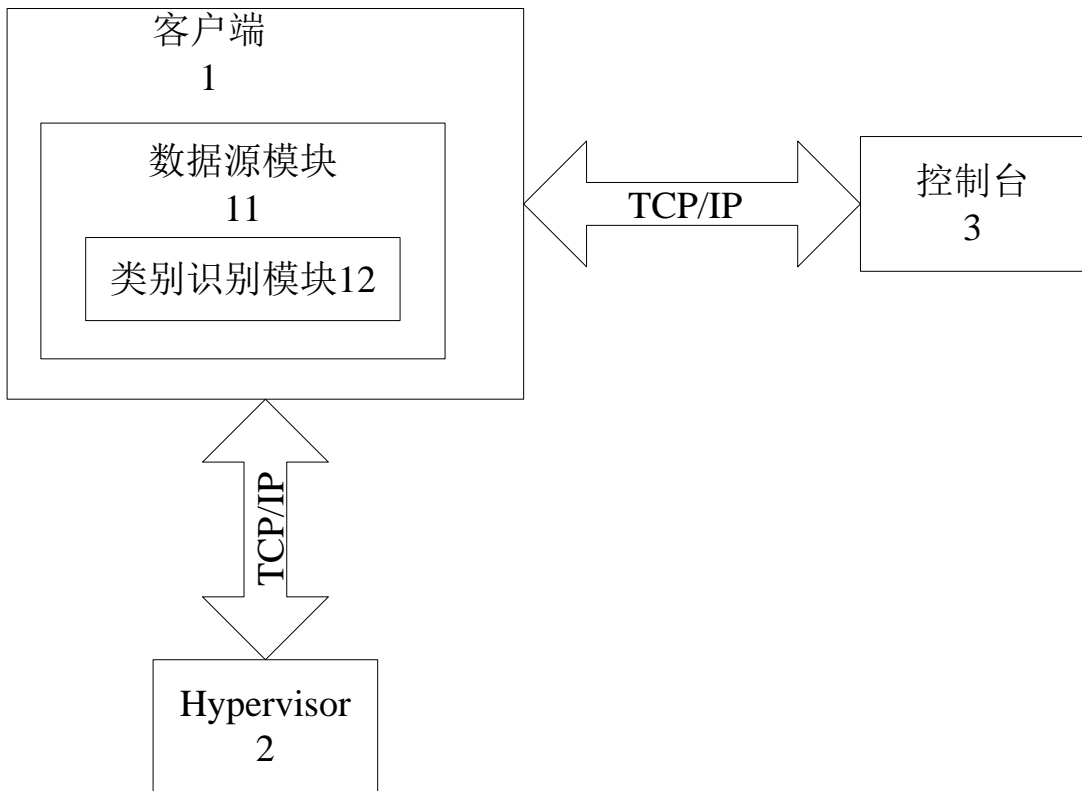 客户端
1
数据源模块
11
类别识别模块12
TCP/IP
控制台
3
TCP/IP
Hypervisor
2